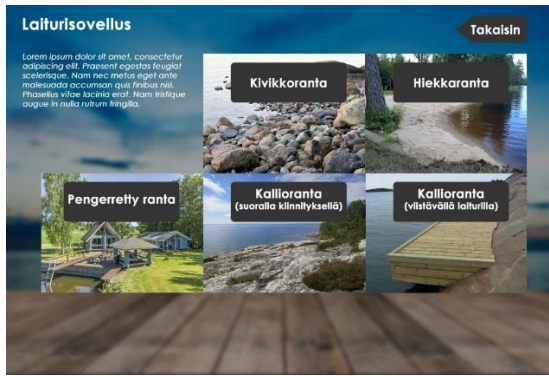 Laiturisovellus
Takaisin
Lorem ipsum dolor sit amet, consectetur
adipiscing elit. Praesent egestas feugiat
scelerisque. Nam nec metus eget ante
malesuada accumsan quis finibus nisi.
Phasellus vitae lacinia erat. Nam tristique
augue in nulla rutrum fringilla.
Kivikkoranta
Hiekkaranta
Pengerretty ranta
Kallioranta
(suoralla kiinnityksellä)
Kallioranta
(viistävällä laiturilla)